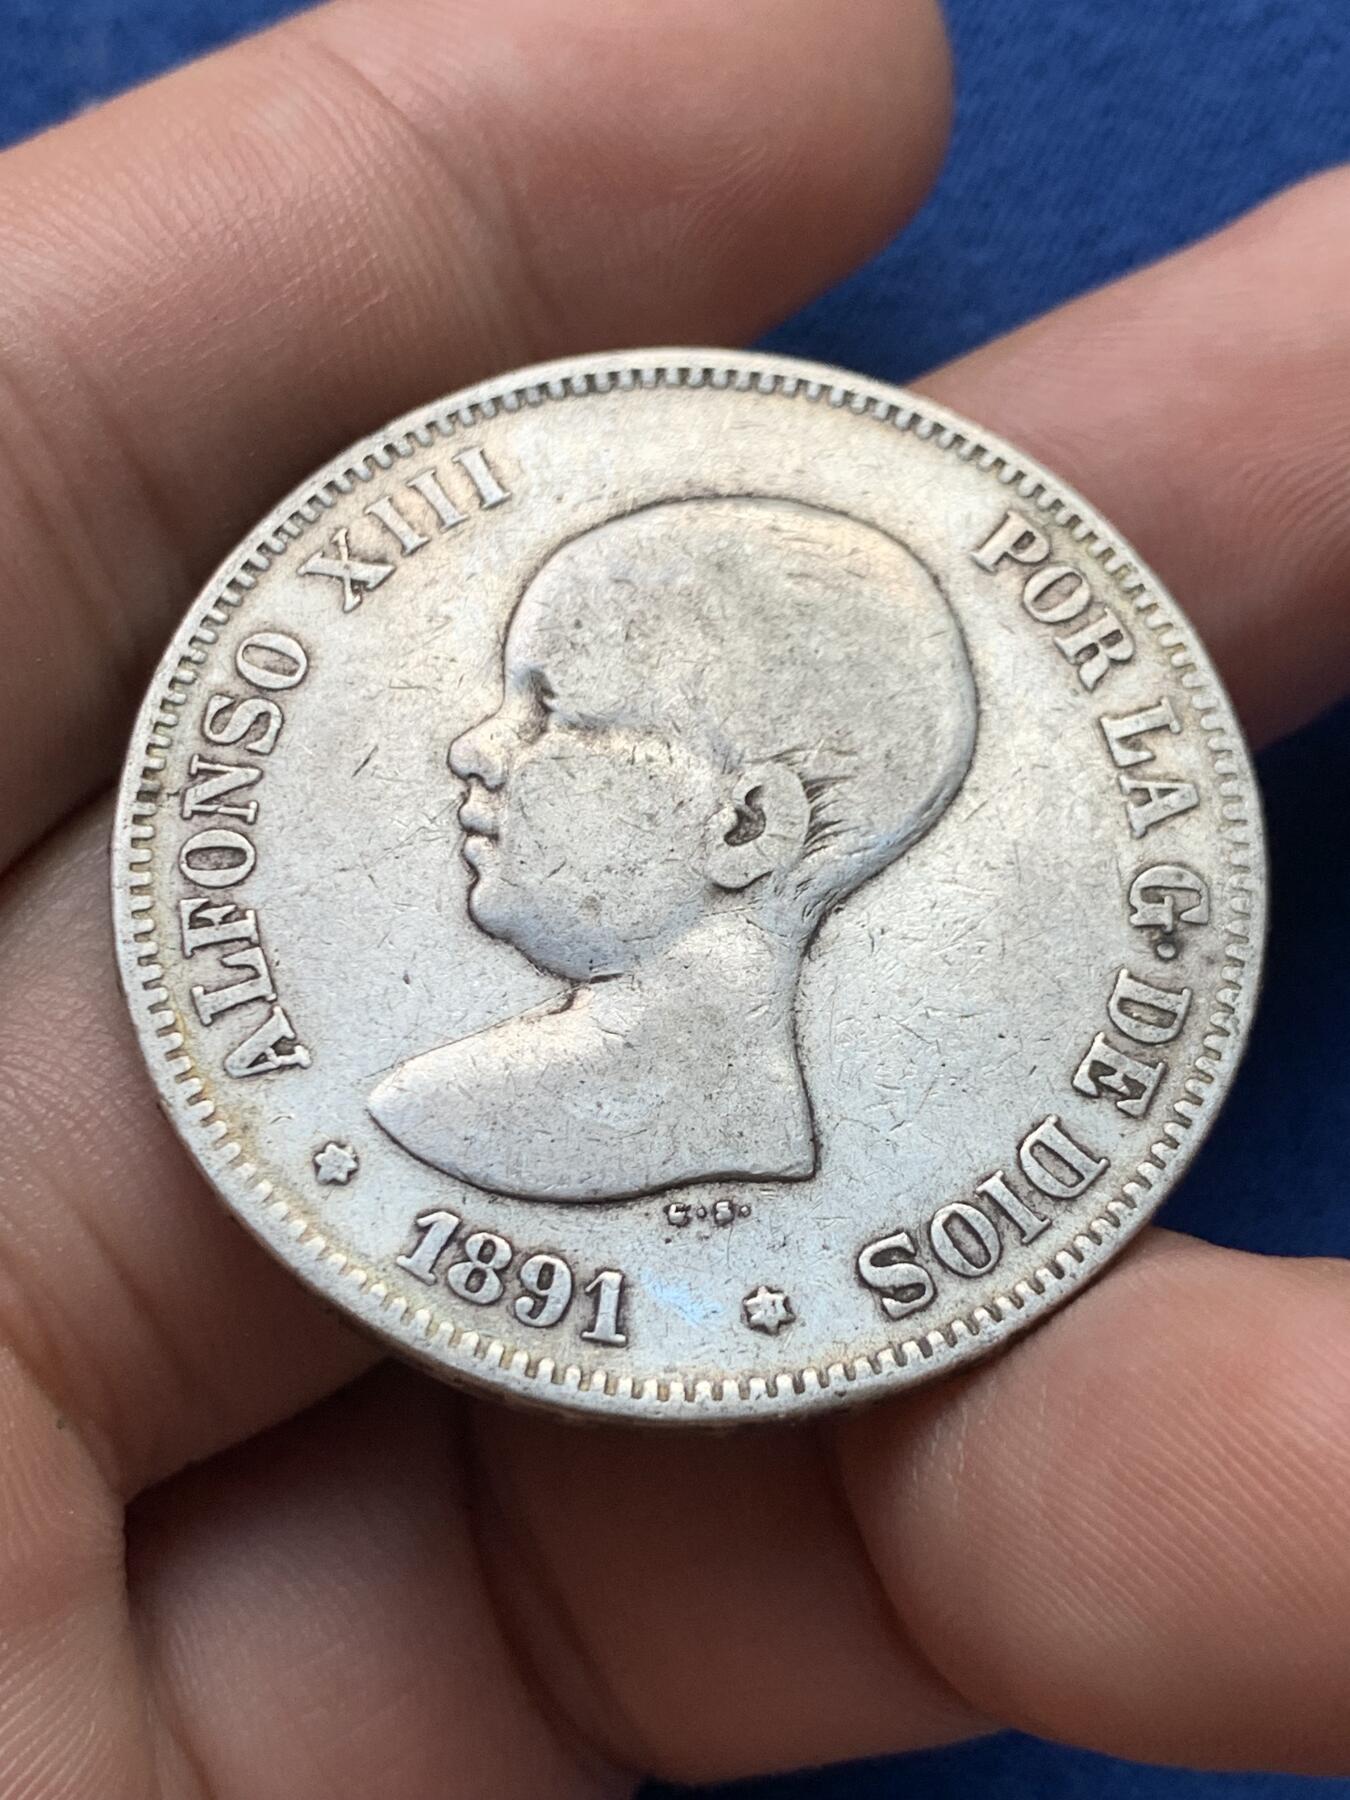 ALFONSO XIII POR LA G· DE DIOS
1891
G·S·